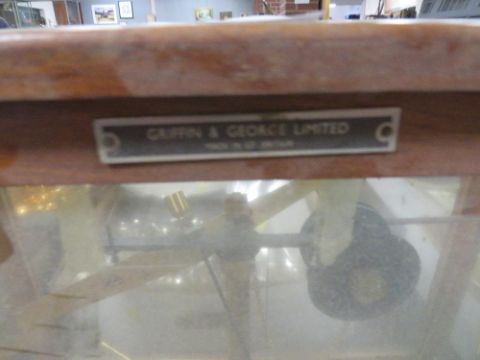 GRIFFIN & GEORGE LIMITED
MADE IN GT. BRITAIN